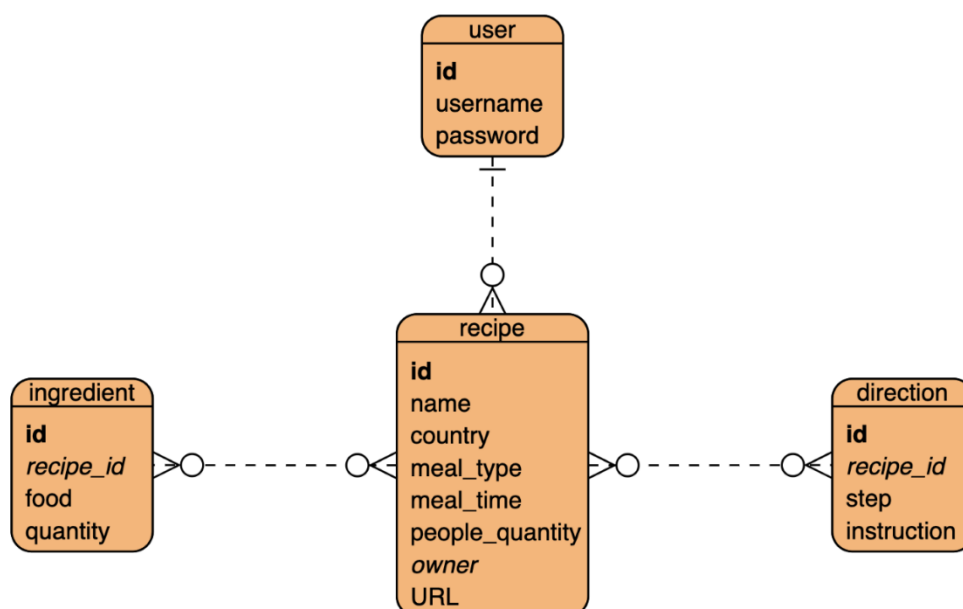 user
id
username
password
recipe
id
name
country
meal_type
meal_time
people_quantity
owner
URL
ingredient
id
recipe_id
food
quantity
direction
id
recipe_id
step
instruction